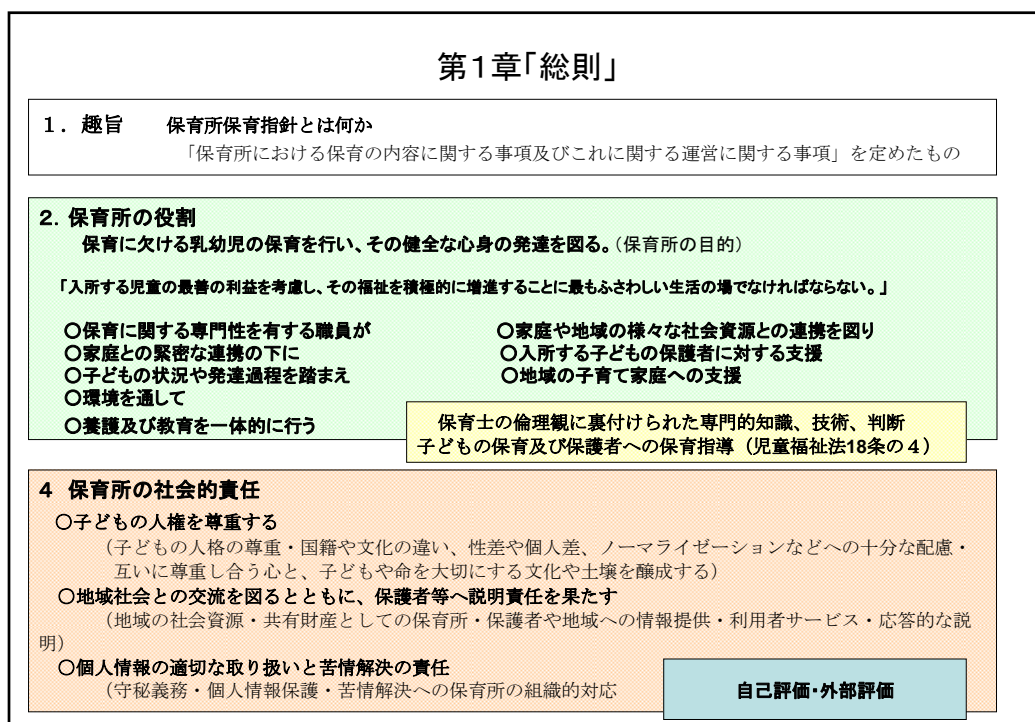 第1章「総則」
１．趣旨　　保育所保育指針とは何か
「保育所における保育の内容に関する事項及びこれに関する運営に関する事項」を定めたもの
２．保育所の役割
保育に欠ける乳幼児の保育を行い、その健全な心身の発達を図る。（保育所の目的）
「入所する児童の最善の利益を考慮し、その福祉を積極的に増進することに最もふさわしい生活の場でなければならない。」
○保育に関する専門性を有する職員が
○家庭との緊密な連携の下に
○子どもの状況や発達過程を踏まえ
○環境を通して
○養護及び教育を一体的に行う
○家庭や地域の様々な社会資源との連携を図り
○入所する子どもの保護者に対する支援
○地域の子育て家庭への支援
保育士の倫理観に裏付けられた専門的知識、技術、判断
子どもの保育及び保護者への保育指導（児童福祉法18条の４）
４　保育所の社会的責任
○子どもの人権を尊重する
（子どもの人格の尊重・国籍や文化の違い、性差や個人差、ノーマライゼーションなどへの十分な配慮・
互いに尊重し合う心と、子どもや命を大切にする文化や土壌を醸成する）
○地域社会との交流を図るとともに、保護者等へ説明責任を果たす
（地域の社会資源・共有財産としての保育所・保護者や地域への情報提供・利用者サービス・応答的な説
明）
○個人情報の適切な取り扱いと苦情解決の責任
（守秘義務・個人情報保護・苦情解決への保育所の組織的対応
自己評価・外部評価